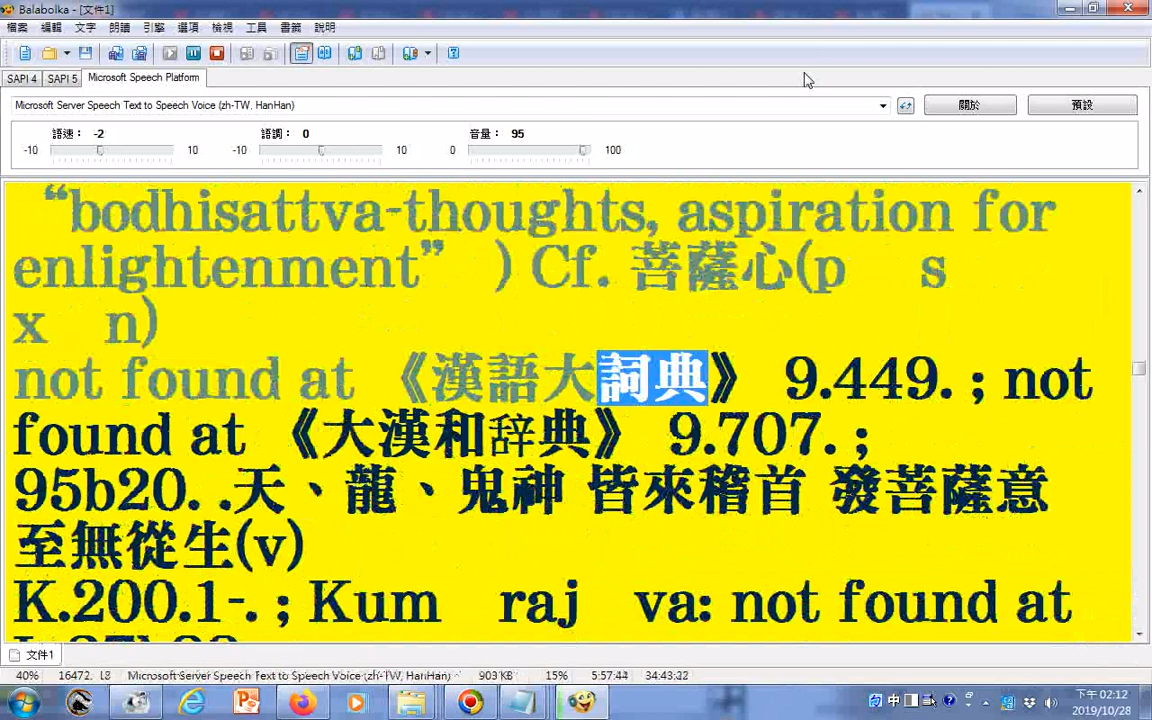 Balabolka - [文件1]
檔案 編輯 文字 朗讀 引擎 選項 檢視 工具 書籤 說明
SAPI 4 SAPI 5 Microsoft Speech Platform
Microsoft Server Speech Text to Speech Voice (zh-TW, HanHan) 關於 預設
語速： -2 語調： 0 音量： 95
-10 10 -10 10 0 100
“bodhisattva-thoughts, aspiration for
enlightenment” ) Cf. 菩薩心(p s
x n)
not found at 《漢語大詞典》 9.449. ; not
found at 《大漢和辞典》 9.707. ;
95b20. .天、龍、鬼神 皆來稽首 發菩薩意
至無從生(v)
K.200.1-. ; Kum raj va: not found at
文件1
40% 16472. Microsoft Server Speech Text to Speech Voice (zh-TW, HanHan) 903 KB 15% 5:57:44 34:43:22
中 下午 02:12
2019/10/28